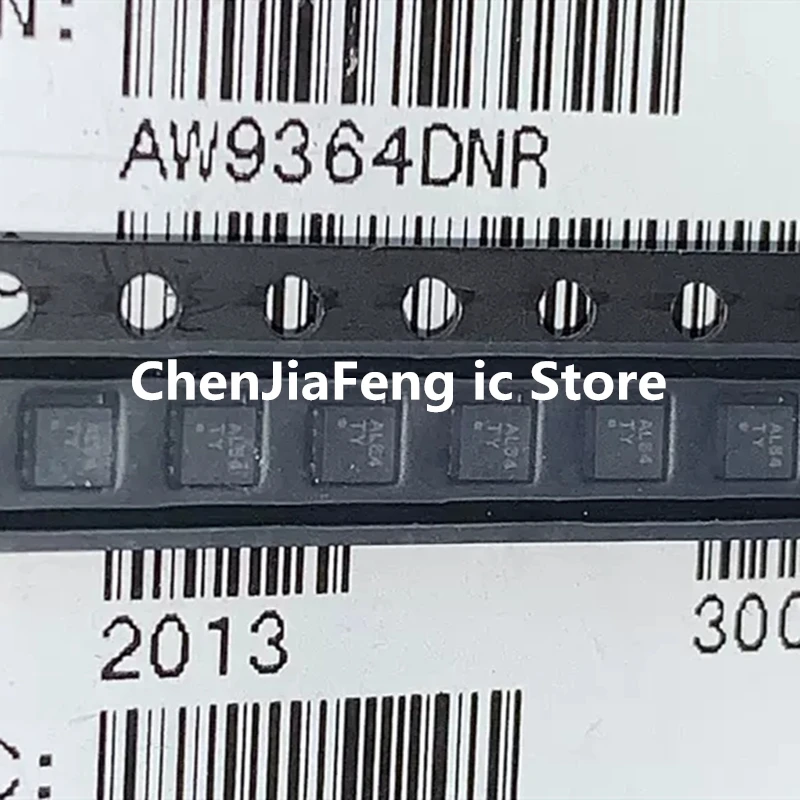 N:
AW9364DNR
ChenJiaFeng ic Store
AL64
TY
AL64
TY
AL64
TY
AL64
TY
AL64
TY
2013
300
C: